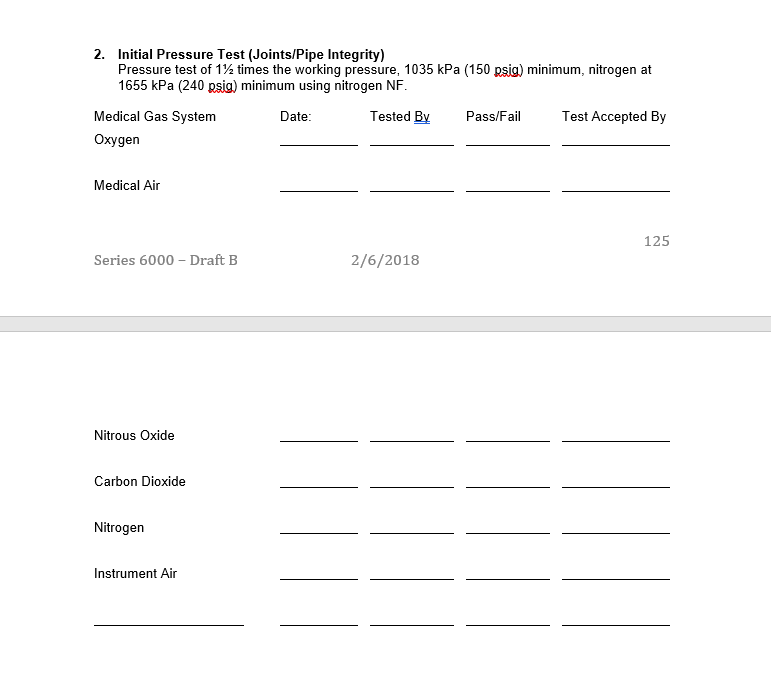 2. Initial Pressure Test (Joints/Pipe Integrity)
Pressure test of 1½ times the working pressure, 1035 kPa (150 psig) minimum, nitrogen at
1655 kPa (240 psig) minimum using nitrogen NF.
Medical Gas System Date: Tested By Pass/Fail Test Accepted By
Oxygen
Medical Air
125
Series 6000 – Draft B 2/6/2018
Nitrous Oxide
Carbon Dioxide
Nitrogen
Instrument Air